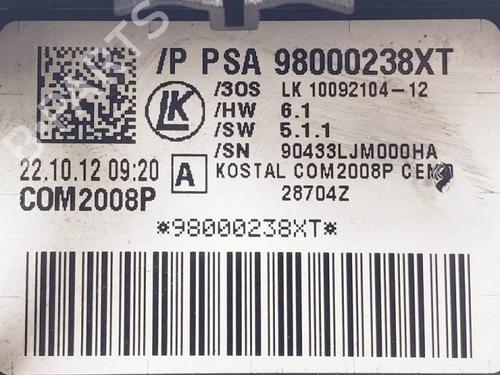 /P PSA 98000238XT
/3OS LK 10092104-12
/HW 6.1
/SW 5.1.1
/SN 90433LJM000HA
LK
22.10.12 09:20
A
KOSTAL COM2008P CEM
COM2008P
28704Z
*98000238XT*